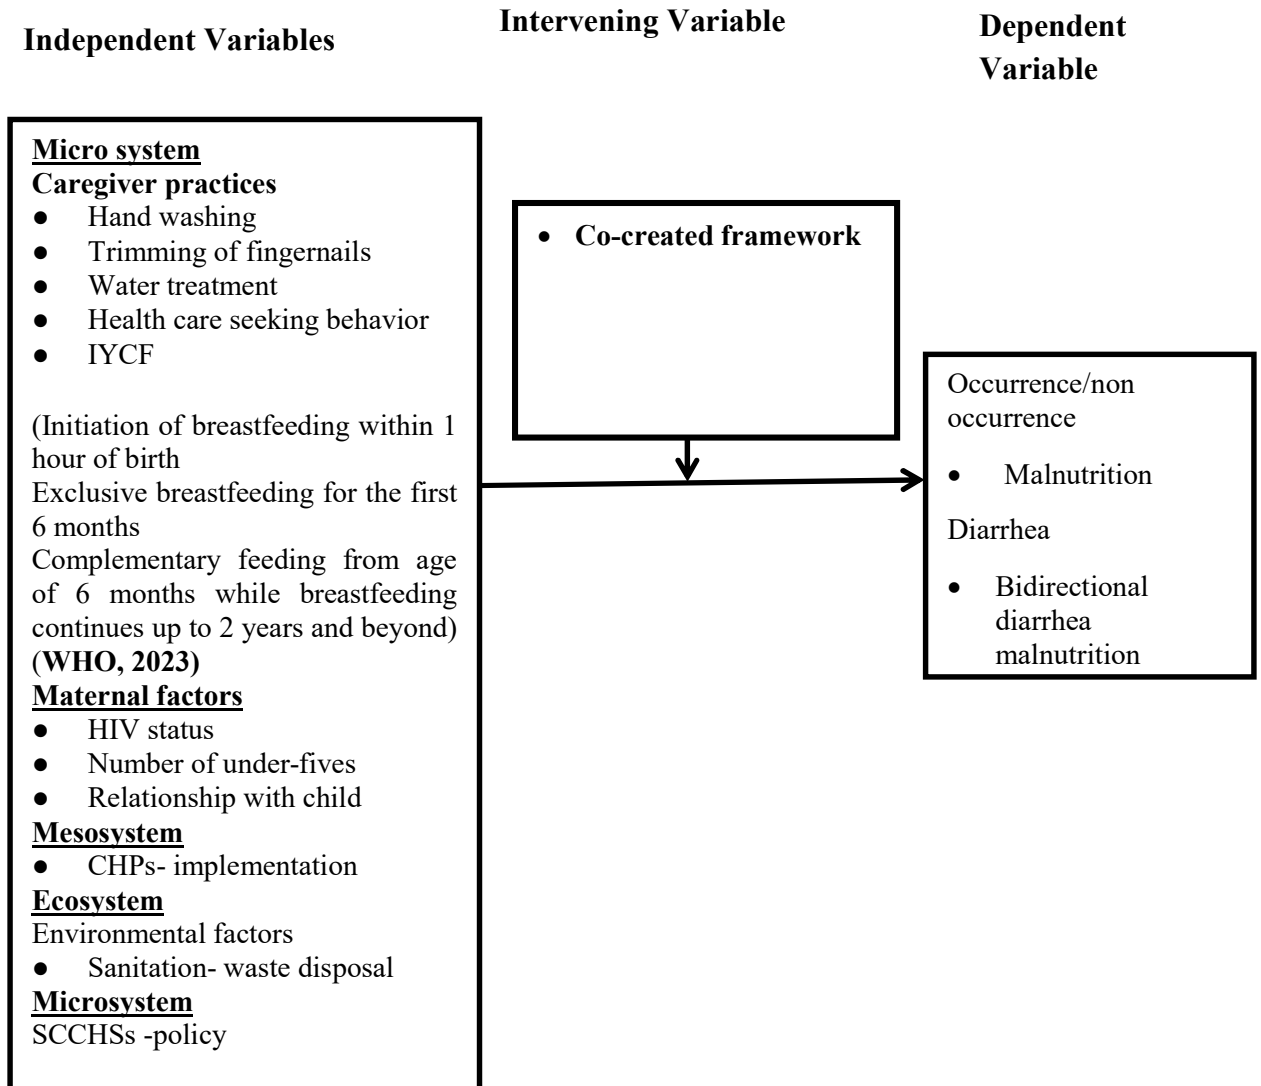 Independent Variables
Intervening Variable
Dependent
Variable
Micro system
Caregiver practices
● Hand washing
● Trimming of fingernails
● Water treatment
● Health care seeking behavior
● IYCF
(Initiation of breastfeeding within 1
hour of birth
Exclusive breastfeeding for the first
6 months
Complementary feeding from age
of 6 months while breastfeeding
continues up to 2 years and beyond)
(WHO, 2023)
Maternal factors
● HIV status
● Number of under-fives
● Relationship with child
Mesosystem
● CHPs- implementation
Ecosystem
Environmental factors
● Sanitation- waste disposal
Microsystem
SCCHSs -policy
• Co-created framework
Occurrence/non
occurrence
• Malnutrition
Diarrhea
• Bidirectional
diarrhea
malnutrition